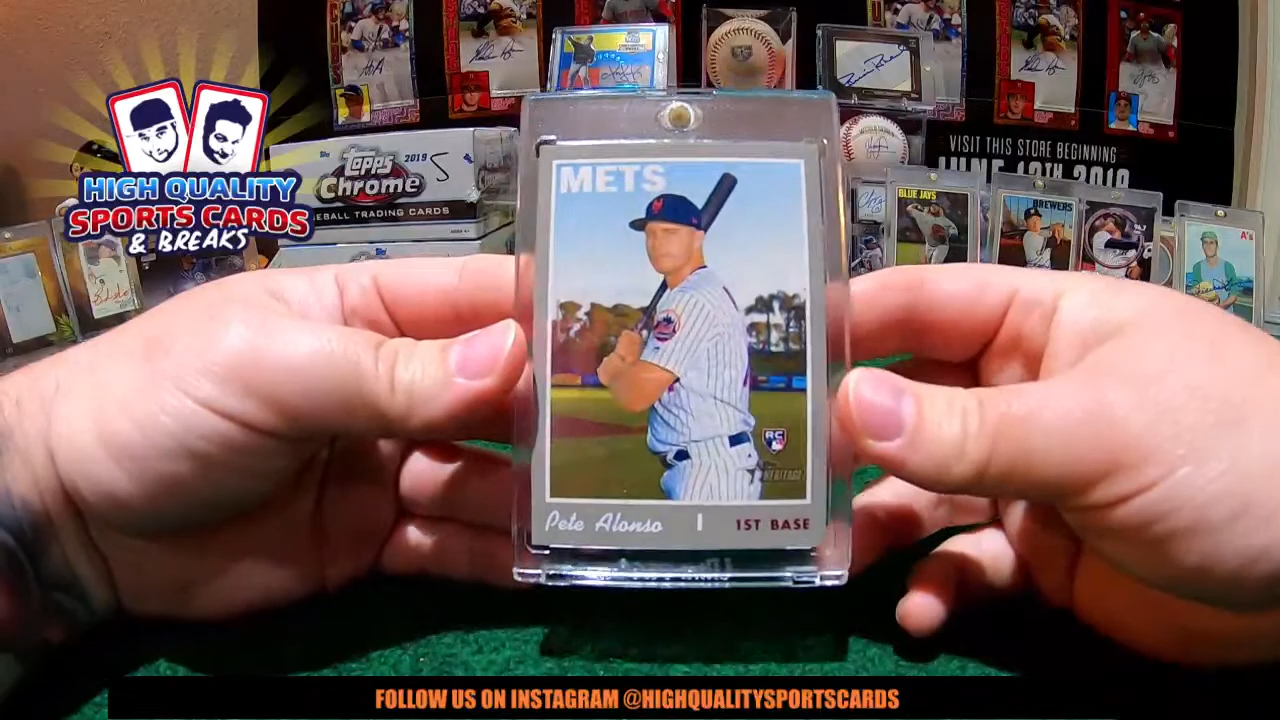 HIGH QUALITY
SPORTS CARDS
& BREAKS
Topps
Chrome
2019
5
BASEBALL TRADING CARDS
VISIT THIS STORE BEGINNING
BLUE JAYS
BREWERS
A's
METS
RC
HERITAGE
Pete Alonso
1ST BASE
FOLLOW US ON INSTAGRAM @HIGHQUALITYSPORTSCARDS